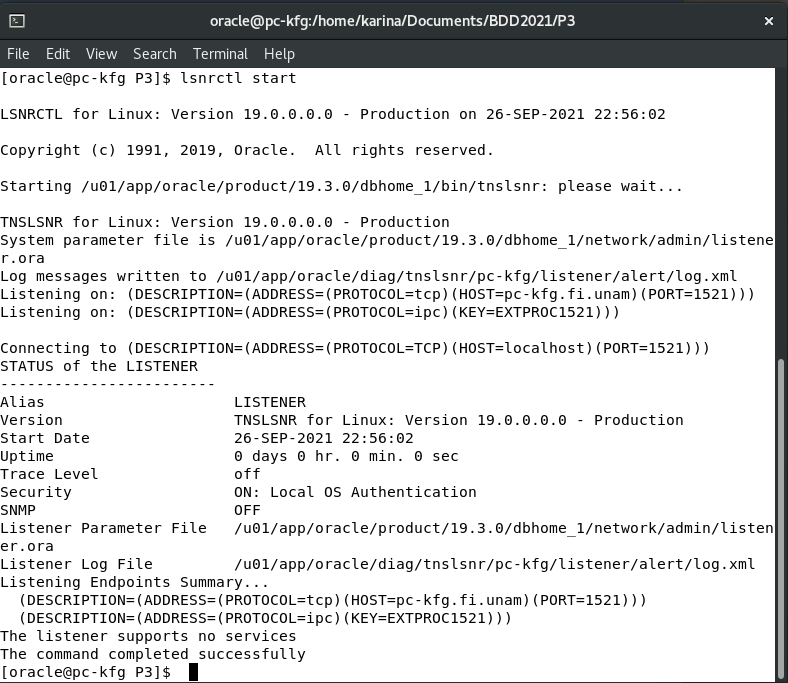 oracle@pc-kfg:/home/karina/Documents/BDD2021/P3
File Edit View Search Terminal Help
[oracle@pc-kfg P3]$ lsnrctl start
LSNRCTL for Linux: Version 19.0.0.0.0 - Production on 26-SEP-2021 22:56:02
Copyright (c) 1991, 2019, Oracle.  All rights reserved.
Starting /u01/app/oracle/product/19.3.0/dbhome_1/bin/tnslsnr: please wait...
TNSLSNR for Linux: Version 19.0.0.0.0 - Production
System parameter file is /u01/app/oracle/product/19.3.0/dbhome_1/network/admin/listene
r.ora
Log messages written to /u01/app/oracle/diag/tnslsnr/pc-kfg/listener/alert/log.xml
Listening on: (DESCRIPTION=(ADDRESS=(PROTOCOL=tcp)(HOST=pc-kfg.fi.unam)(PORT=1521)))
Listening on: (DESCRIPTION=(ADDRESS=(PROTOCOL=ipc)(KEY=EXTPROC1521)))
Connecting to (DESCRIPTION=(ADDRESS=(PROTOCOL=TCP)(HOST=localhost)(PORT=1521)))
STATUS of the LISTENER
------------------------
Alias                     LISTENER
Version                   TNSLSNR for Linux: Version 19.0.0.0.0 - Production
Start Date                26-SEP-2021 22:56:02
Uptime                    0 days 0 hr. 0 min. 0 sec
Trace Level               off
Security                  ON: Local OS Authentication
SNMP                      OFF
Listener Parameter File   /u01/app/oracle/product/19.3.0/dbhome_1/network/admin/listen
er.ora
Listener Log File         /u01/app/oracle/diag/tnslsnr/pc-kfg/listener/alert/log.xml
Listening Endpoints Summary...
  (DESCRIPTION=(ADDRESS=(PROTOCOL=tcp)(HOST=pc-kfg.fi.unam)(PORT=1521)))
  (DESCRIPTION=(ADDRESS=(PROTOCOL=ipc)(KEY=EXTPROC1521)))
The listener supports no services
The command completed successfully
[oracle@pc-kfg P3]$